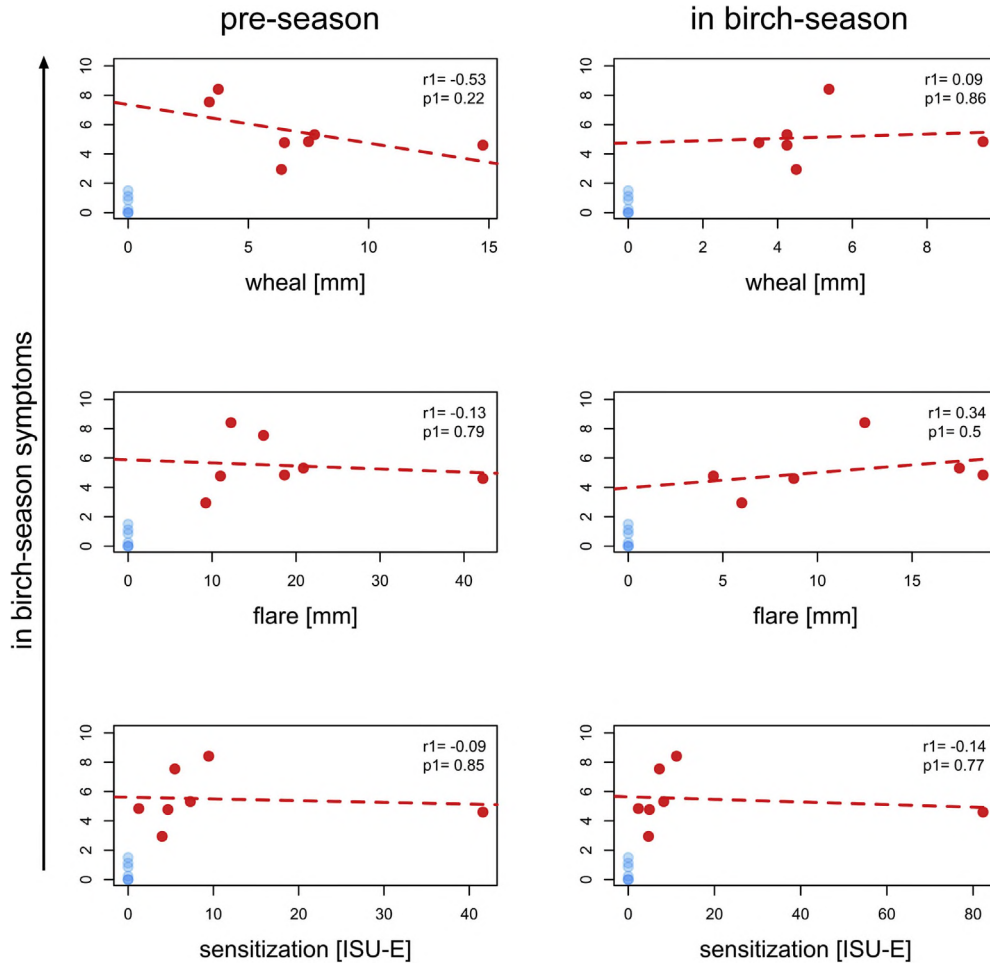 pre-season
in birch-season
in birch-season symptoms
0 2 4 6 8 10
r1= -0.53
p1= 0.22
0 5 10 15
wheal [mm]
0 2 4 6 8 10
r1= 0.09
p1= 0.86
0 2 4 6 8
wheal [mm]
0 2 4 6 8 10
r1= -0.13
p1= 0.79
0 10 20 30 40
flare [mm]
0 2 4 6 8 10
r1= 0.34
p1= 0.5
0 5 10 15
flare [mm]
0 2 4 6 8 10
r1= -0.09
p1= 0.85
0 10 20 30 40
sensitization [ISU-E]
0 2 4 6 8 10
r1= -0.14
p1= 0.77
0 20 40 60 80
sensitization [ISU-E]